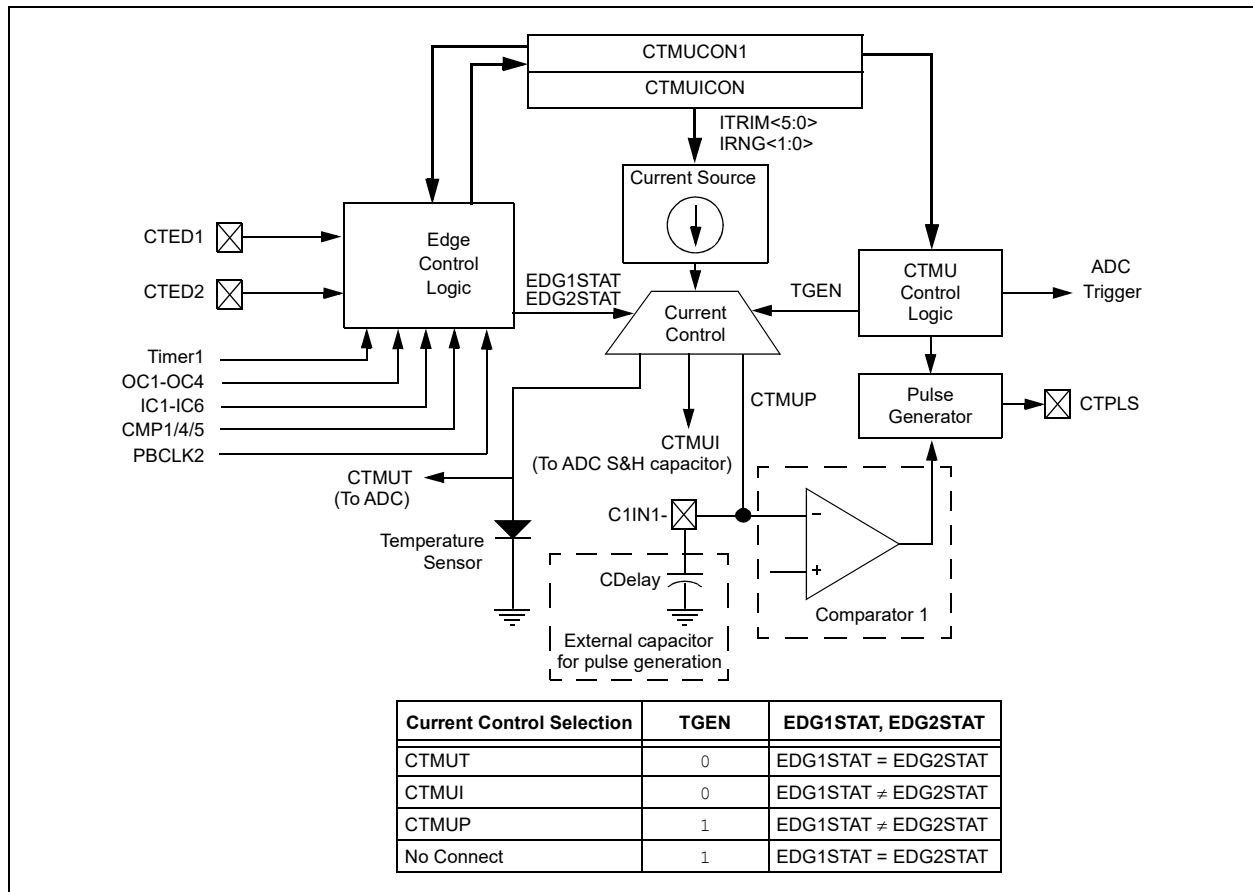 CTMUCON1
CTMUICON
ITRIM<5:0>
IRNG<1:0>
Current Source
CTED1
CTED2
Edge
Control
Logic
EDG1STAT
EDG2STAT
Current
Control
TGEN
CTMU
Control
Logic
ADC
Trigger
Timer1
OC1-OC4
IC1-IC6
CMP1/4/5
PBCLK2
CTMUP
Pulse
Generator
CTPLS
CTMUT
(To ADC)
CTMUI
(To ADC S&H capacitor)
C1IN1-
Temperature
Sensor
CDelay
−
+
Comparator 1
External capacitor
for pulse generation
Current Control Selection TGEN EDG1STAT, EDG2STAT
CTMUT 0 EDG1STAT = EDG2STAT
CTMUI 0 EDG1STAT ≠ EDG2STAT
CTMUP 1 EDG1STAT ≠ EDG2STAT
No Connect 1 EDG1STAT = EDG2STAT